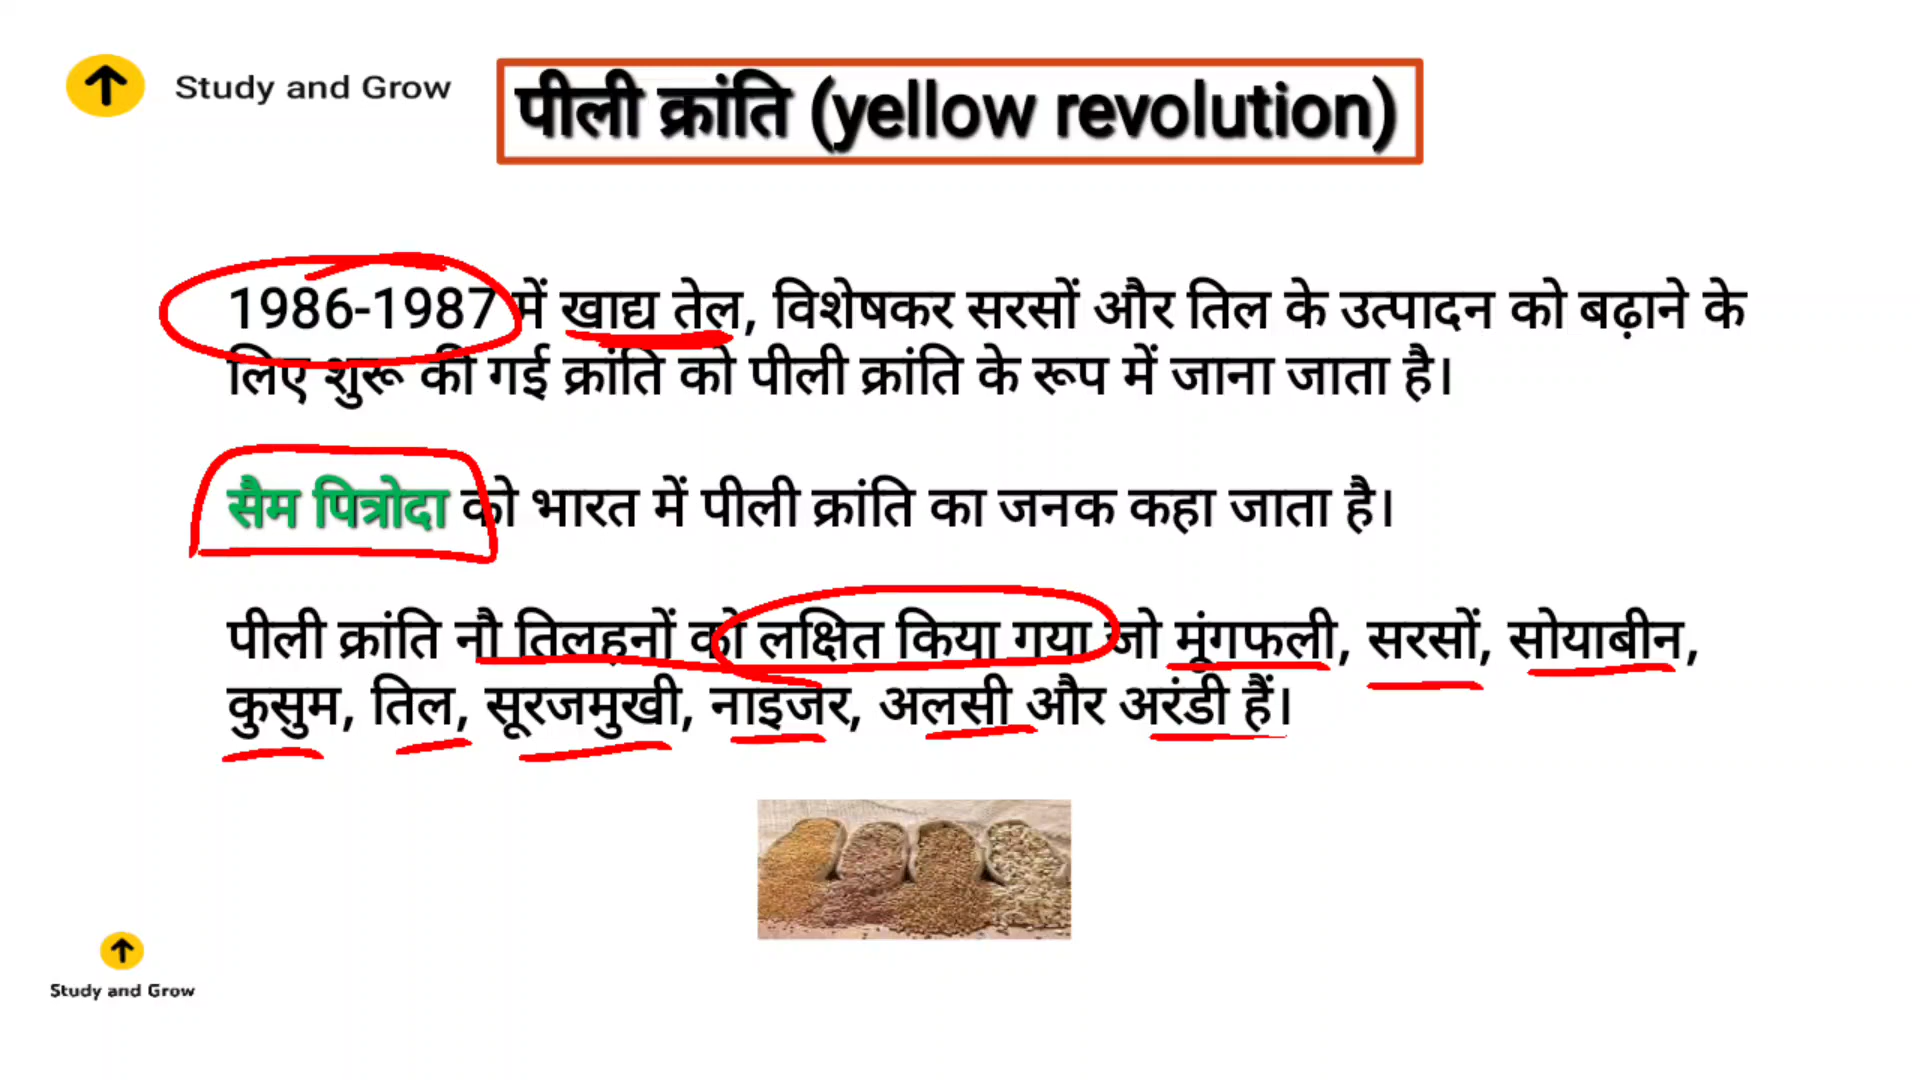 Study and Grow
पीली क्रांति (yellow revolution)
1986-1987 में खाद्य तेल, विशेषकर सरसों और तिल के उत्पादन को बढ़ाने के
लिए शुरू की गई क्रांति को पीली क्रांति के रूप में जाना जाता है।
सैम पित्रोदा को भारत में पीली क्रांति का जनक कहा जाता है।
पीली क्रांति नौ तिलहनों को लक्षित किया गया जो मूंगफली, सरसों, सोयाबीन,
कुसुम, तिल, सूरजमुखी, नाइजर, अलसी और अरंडी हैं।
Study and Grow